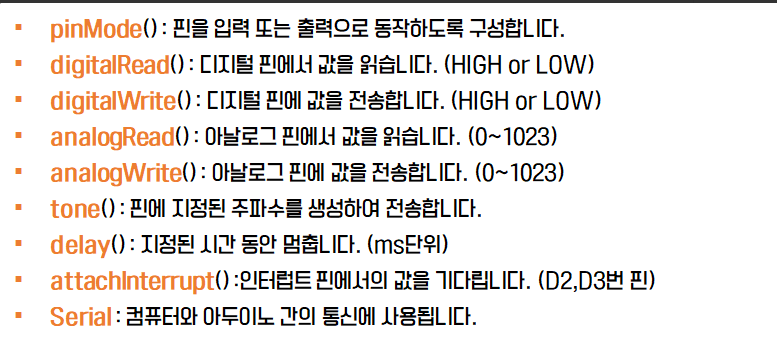 ▪ pinMode() : 핀을 입력 또는 출력으로 동작하도록 구성합니다.
▪ digitalRead() : 디지털 핀에서 값을 읽습니다. (HIGH or LOW)
▪ digitalWrite() : 디지털 핀에 값을 전송합니다. (HIGH or LOW)
▪ analogRead() : 아날로그 핀에서 값을 읽습니다. (0~1023)
▪ analogWrite() : 아날로그 핀에 값을 전송합니다. (0~1023)
▪ tone() : 핀에 지정된 주파수를 생성하여 전송합니다.
▪ delay() : 지정된 시간 동안 멈춥니다. (ms단위)
▪ attachInterrupt() :인터럽트 핀에서의 값을 기다립니다. (D2,D3번 핀)
▪ Serial : 컴퓨터와 아두이노 간의 통신에 사용됩니다.